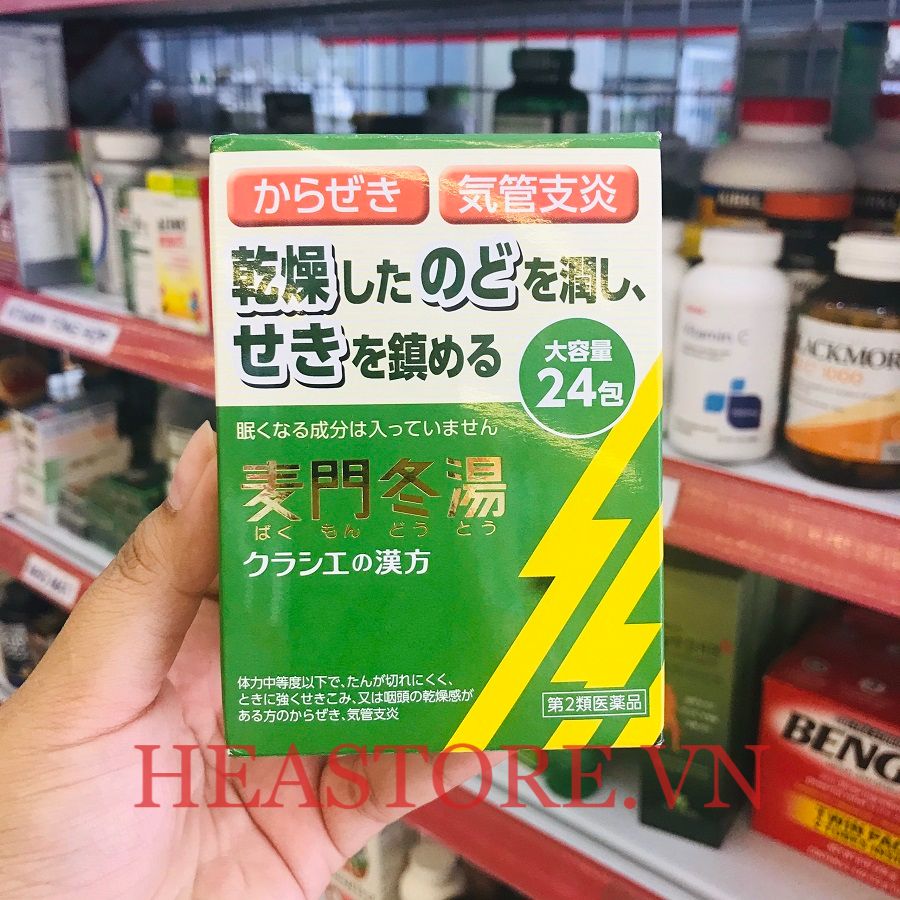 からぜき
気管支炎
乾燥した のどを潤し、
せきを鎮める
大容量
24包
眠くなる成分は入っていません
麦門冬湯
ばく もん どう とう
クラシエの漢方
体力中等度以下で、たんが切れにくく、
ときに強くせきこみ、又は咽頭の乾燥感が
ある方のからぜき、気管支炎
第2類医薬品
HEASTORE.VN
Vitamin C
LACKMOR
BENG
TWIN PA